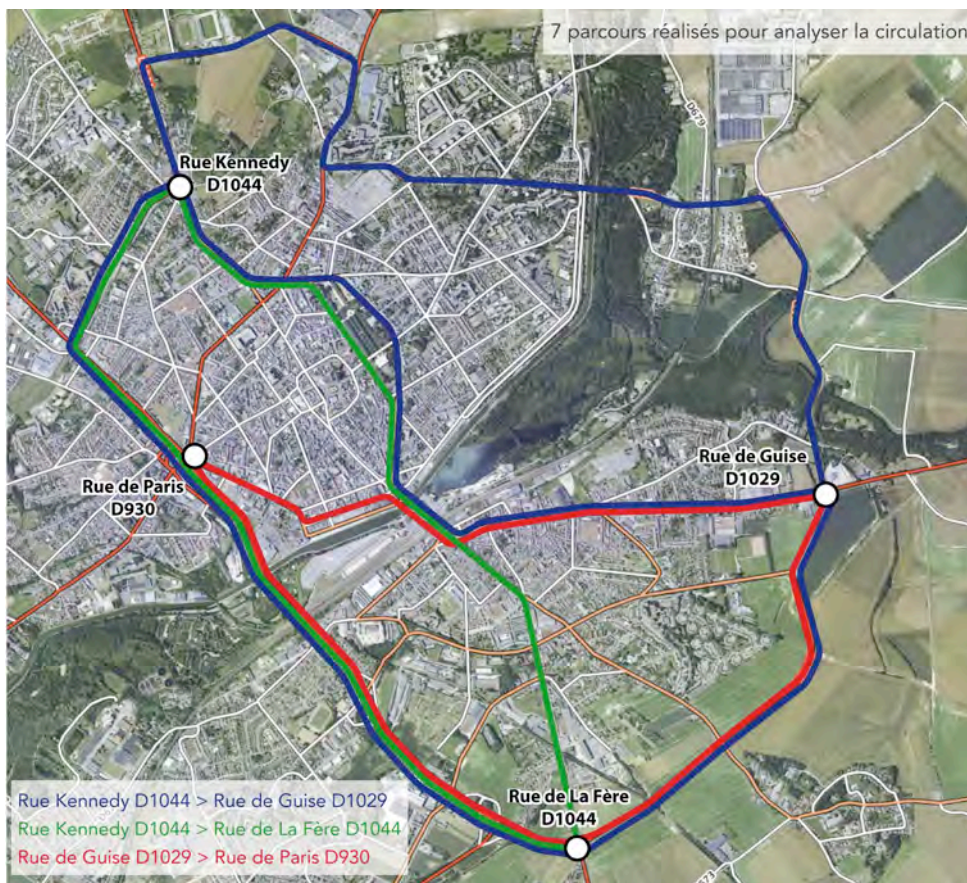 7 parcours réalisés pour analyser la circulation
D679
Rue Kennedy
D1044
Rue de Guise
D1029
Rue de Paris
D930
Rue de La Fère
D1044
Rue Kennedy D1044 > Rue de Guise D1029
Rue Kennedy D1044 > Rue de La Fère D1044
Rue de Guise D1029 > Rue de Paris D930